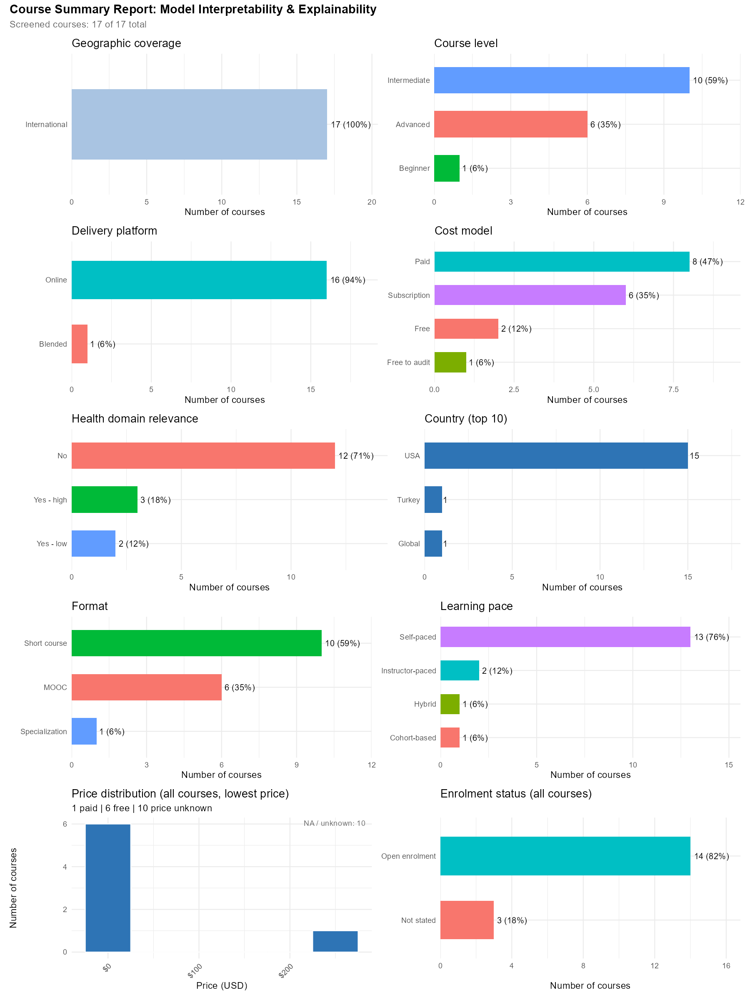 Course Summary Report: Model Interpretability & Explainability
Screened courses: 17 of 17 total
Geographic coverage
International
17 (100%)
0 5 10 15 20
Number of courses
Course level
Intermediate
10 (59%)
Advanced
6 (35%)
Beginner
1 (6%)
0 3 6 9 12
Number of courses
Delivery platform
Online
16 (94%)
Blended
1 (6%)
0 5 10 15
Number of courses
Cost model
Paid
8 (47%)
Subscription
6 (35%)
Free
2 (12%)
Free to audit
1 (6%)
0.0 2.5 5.0 7.5
Number of courses
Health domain relevance
No
12 (71%)
Yes - high
3 (18%)
Yes - low
2 (12%)
0 5 10
Number of courses
Country (top 10)
USA
15
Turkey
1
Global
1
0 5 10 15
Number of courses
Format
Short course
10 (59%)
MOOC
6 (35%)
Specialization
1 (6%)
0 3 6 9 12
Number of courses
Learning pace
Self-paced
13 (76%)
Instructor-paced
2 (12%)
Hybrid
1 (6%)
Cohort-based
1 (6%)
0 5 10 15
Number of courses
Price distribution (all courses, lowest price)
1 paid | 6 free | 10 price unknown
NA / unknown: 10
Number of courses
6
4
2
0
$0 $100 $200
Price (USD)
Enrolment status (all courses)
Open enrolment
14 (82%)
Not stated
3 (18%)
0 4 8 12 16
Number of courses